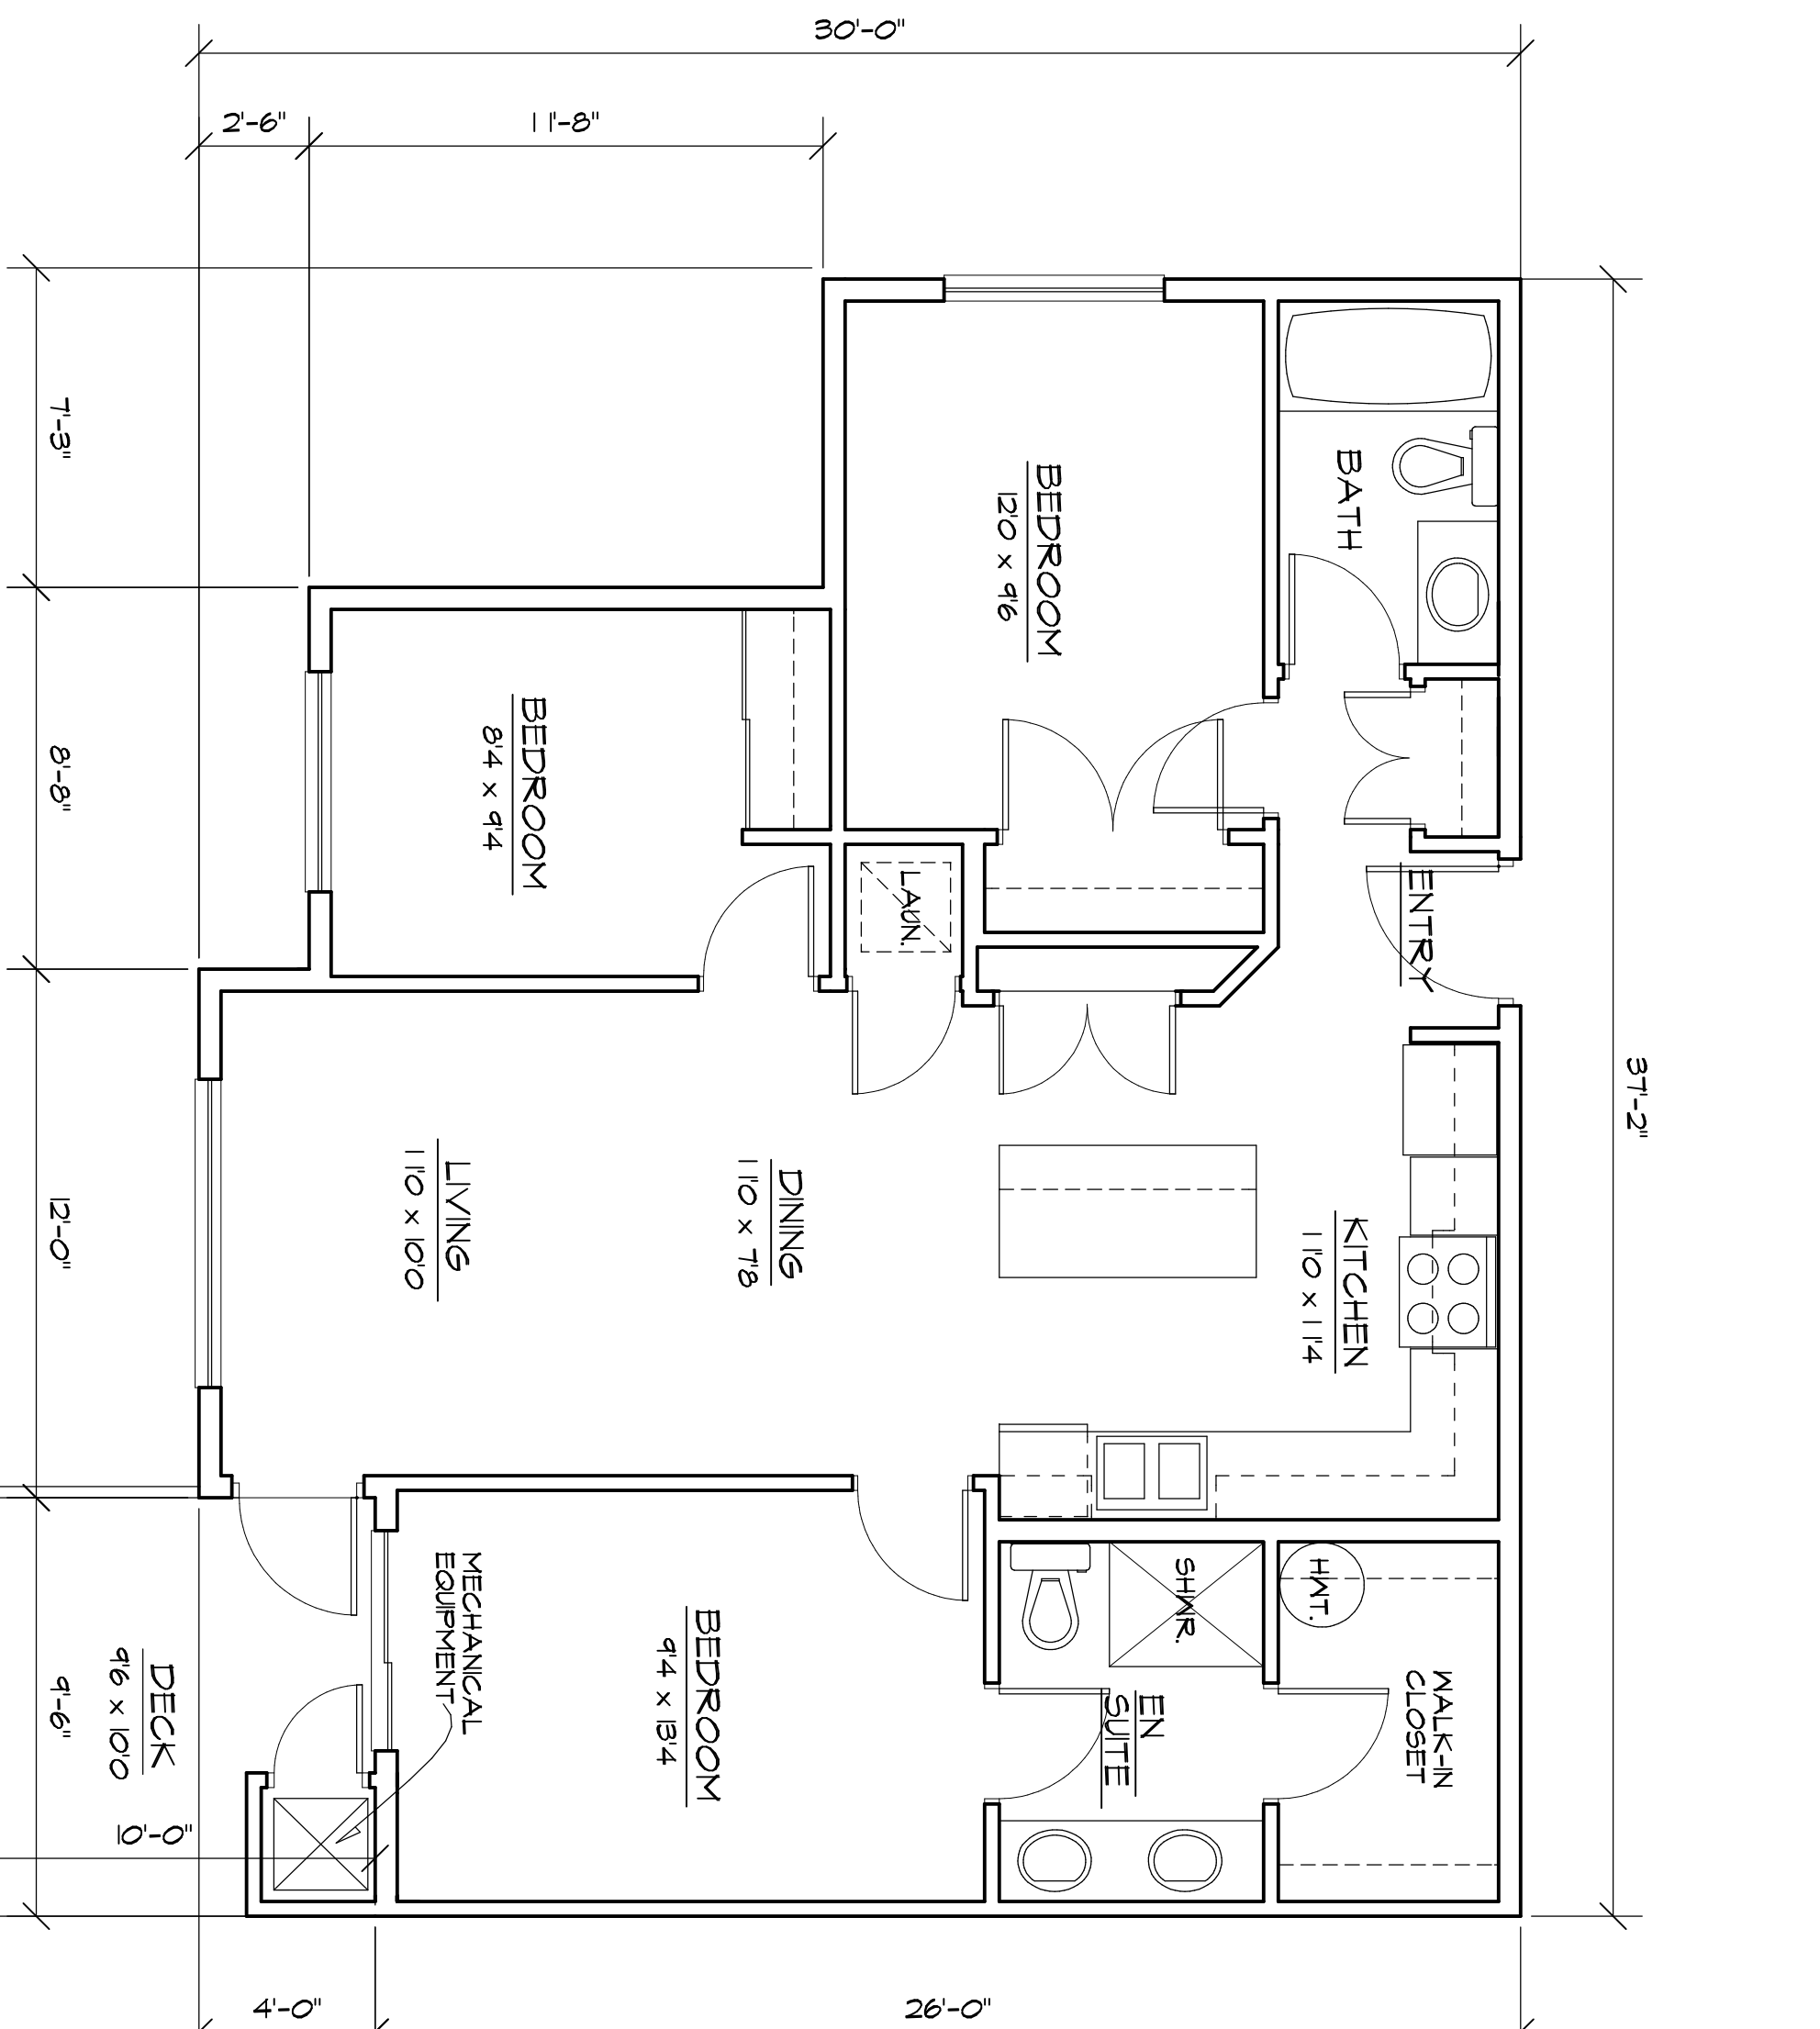 30'-0"
2'-6"
11'-8"
7'-3"
8'-8"
12'-0"
9'-6"
37'-2"
BATH
BEDROOM
12'0 x 9'6
BEDROOM
8'4 x 9'4
LAUN.
ENTRY
LIVING
11'0 x 10'0
DINING
11'0 x 7'8
KITCHEN
11'0 x 11'4
MECHANICAL
EQUIPMENT
DECK
9'6 x 10'0
BEDROOM
9'4 x 13'4
SHWR.
HWT.
EN
SUITE
WALK-IN
CLOSET
10'-0"
4'-0"
26'-0"